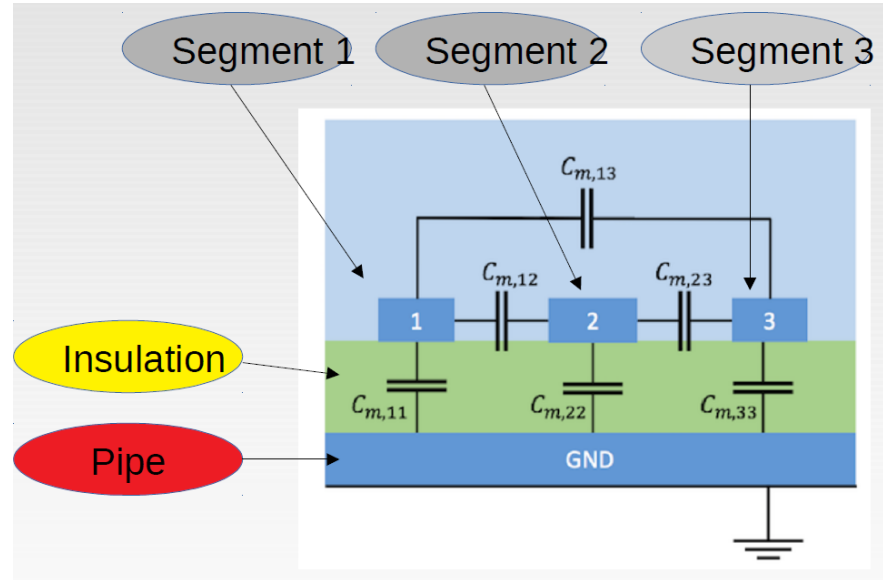 Segment 1
Segment 2
Segment 3
C_{m,13}
C_{m,12}
C_{m,23}
1
2
3
Insulation
C_{m,11}
C_{m,22}
C_{m,33}
Pipe
GND